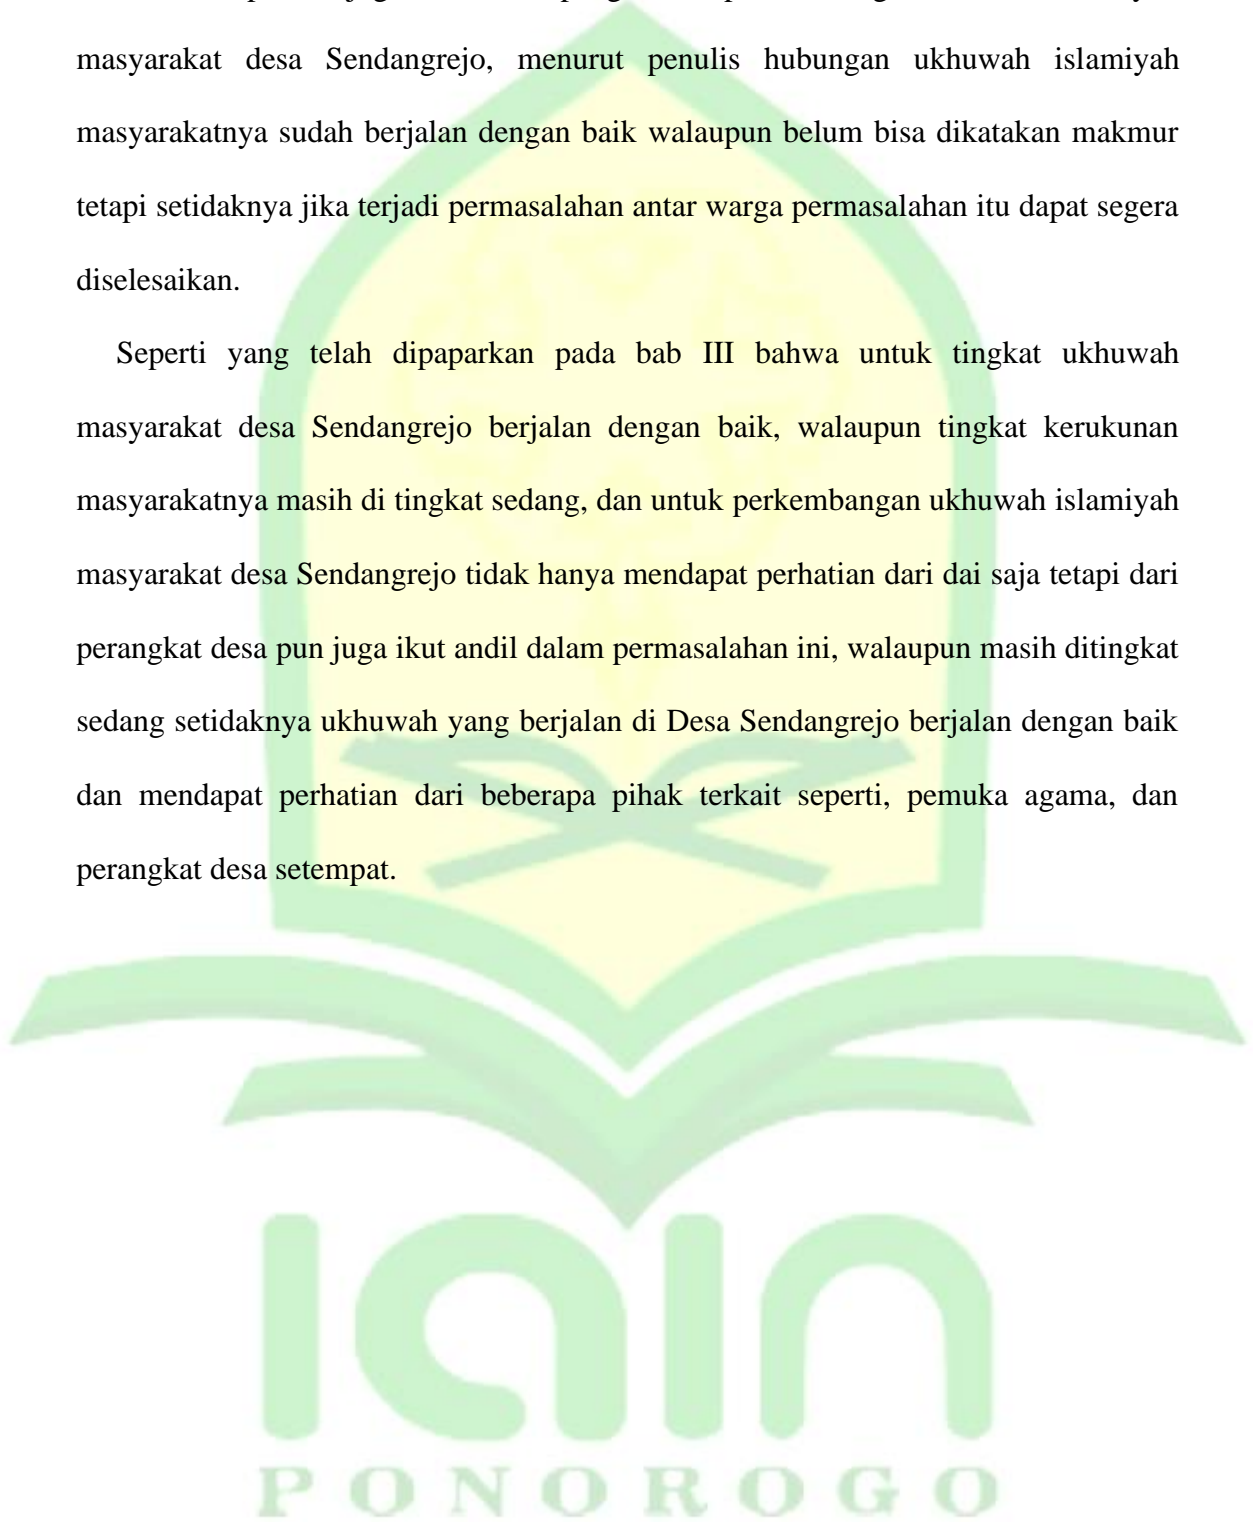 masyarakat desa Sendangrejo, menurut penulis hubungan ukhuwah islamiyah
masyarakatnya sudah berjalan dengan baik walaupun belum bisa dikatakan makmur
tetapi setidaknya jika terjadi permasalahan antar warga permasalahan itu dapat segera
diselesaikan.
Seperti yang telah dipaparkan pada bab III bahwa untuk tingkat ukhuwah
masyarakat desa Sendangrejo berjalan dengan baik, walaupun tingkat kerukunan
masyarakatnya masih di tingkat sedang, dan untuk perkembangan ukhuwah islamiyah
masyarakat desa Sendangrejo tidak hanya mendapat perhatian dari dai saja tetapi dari
perangkat desa pun juga ikut andil dalam permasalahan ini, walaupun masih ditingkat
sedang setidaknya ukhuwah yang berjalan di Desa Sendangrejo berjalan dengan baik
dan mendapat perhatian dari beberapa pihak terkait seperti, pemuka agama, dan
perangkat desa setempat.
iain
PONOROGO